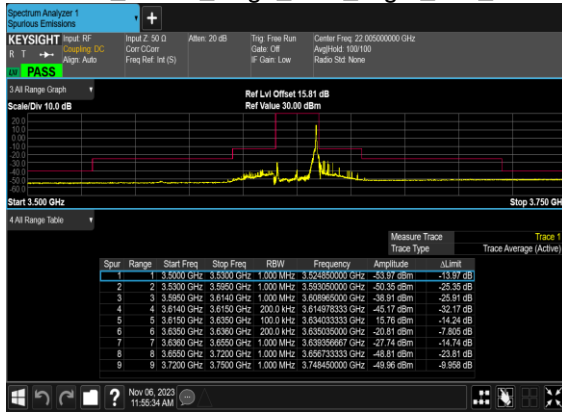 Spectrum Analyzer 1
Spurious Emissions
KEYSIGHT Input: RF Input Z: 50 Ω Atten: 20 dB Trig: Free Run Center Freq: 22.005000000 GHz
R T Coupling: DC Corr CCorr Gate: Off Avg|Hold: 100/100
Align: Auto Freq Ref: Int (S) IF Gain: Low Radio Std: None
PASS
3 All Range Graph Ref Lvl Offset 15.81 dB
Scale/Div 10.0 dB Ref Value 30.00 dBm
20.0
10.0
0.00
-10.0
-20.0
-30.0
-40.0
-50.0
-60.0
Start 3.500 GHz Stop 3.750 GH
4 All Range Table
Measure Trace Trace 1
Trace Type Trace Average (Active)
Spur Range Start Freq Stop Freq RBW Frequency Amplitude ΔLimit
1 1 3.5000 GHz 3.5300 GHz 1.000 MHz 3.524850000 GHz -53.97 dBm -13.97 dB
2 2 3.5300 GHz 3.5950 GHz 1.000 MHz 3.593050000 GHz -50.35 dBm -25.35 dB
3 3 3.5950 GHz 3.6140 GHz 1.000 MHz 3.608965000 GHz -38.91 dBm -25.91 dB
4 4 3.6140 GHz 3.6150 GHz 200.0 kHz 3.614978333 GHz -45.17 dBm -32.17 dB
5 5 3.6150 GHz 3.6350 GHz 100.0 kHz 3.634033333 GHz 15.76 dBm -14.24 dB
6 6 3.6350 GHz 3.6360 GHz 200.0 kHz 3.635035000 GHz -20.81 dBm -7.805 dB
7 7 3.6360 GHz 3.6550 GHz 1.000 MHz 3.639356667 GHz -27.74 dBm -14.74 dB
8 8 3.6550 GHz 3.7200 GHz 1.000 MHz 3.656733333 GHz -48.81 dBm -23.81 dB
9 9 3.7200 GHz 3.7500 GHz 1.000 MHz 3.748450000 GHz -49.96 dBm -9.958 dB
Nov 06, 2023
11:55:34 AM